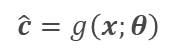 ĉ = g(x; θ)